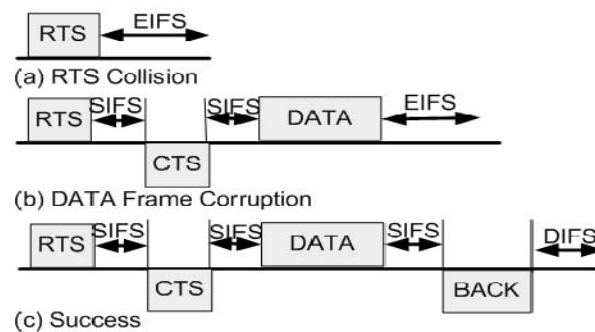 RTS EIFS
(a) RTS Collision
RTS SIFS SIFS DATA EIFS
CTS
(b) DATA Frame Corruption
RTS SIFS SIFS DATA SIFS DIFS
CTS BACK
(c) Success